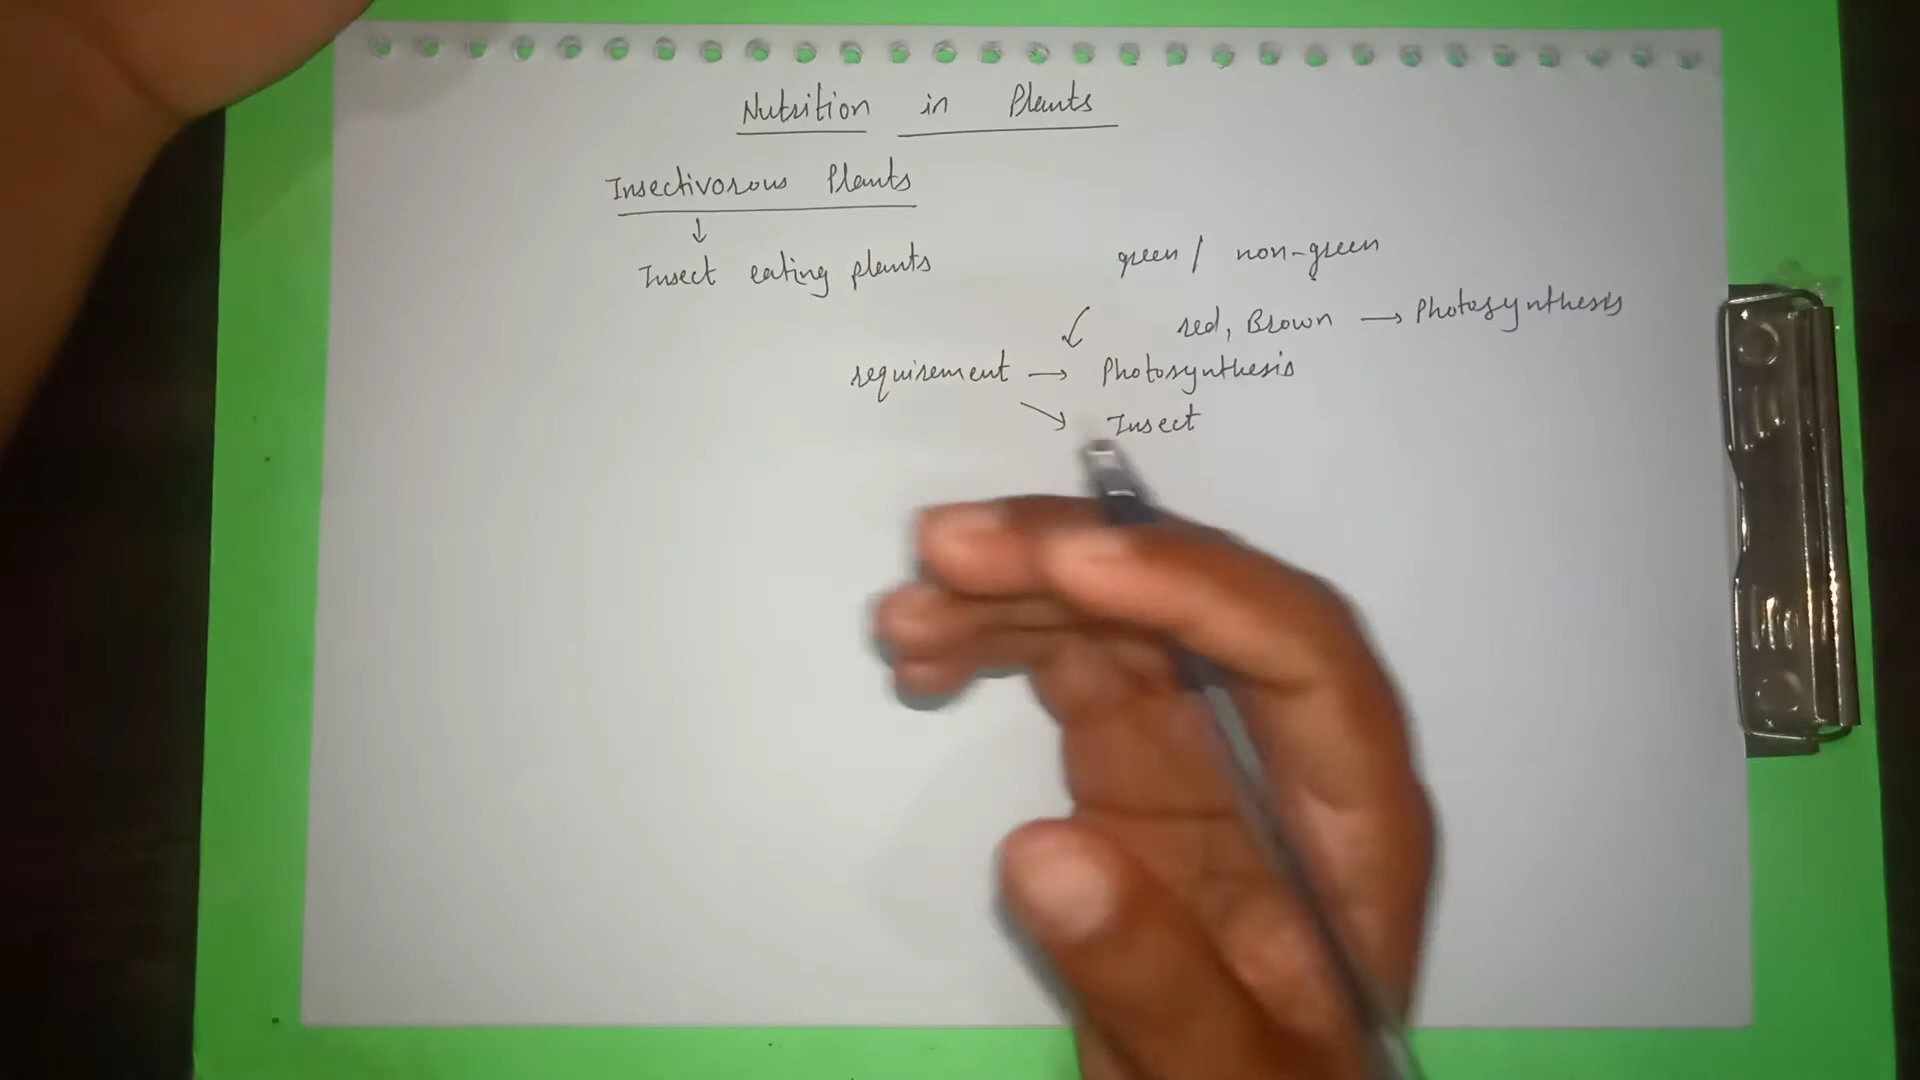 Nutrition in Plants
Insectivorous Plants
↓
Insect eating plants
green / non-green
red, Brown → Photosynthesis
requirement → Photosynthesis
↘ Insect